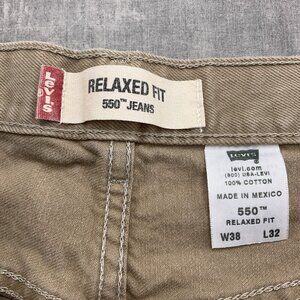 Levi's
RELAXED FIT
550™ JEANS
LEVI'S
levi.com
(800) USA-LEVI
100% COTTON
MADE IN MEXICO
550™
RELAXED FIT
W38 L32